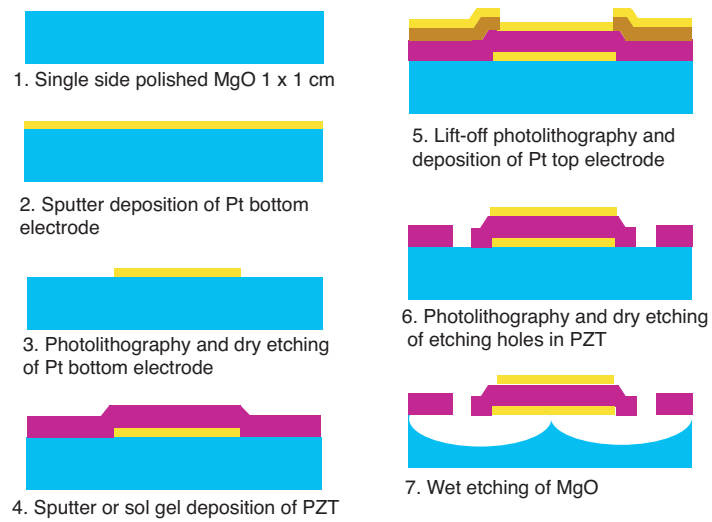 1. Single side polished MgO 1 x 1 cm
2. Sputter deposition of Pt bottom
electrode
3. Photolithography and dry etching
of Pt bottom electrode
4. Sputter or sol gel deposition of PZT
5. Lift-off photolithography and
deposition of Pt top electrode
6. Photolithography and dry etching
of etching holes in PZT
7. Wet etching of MgO